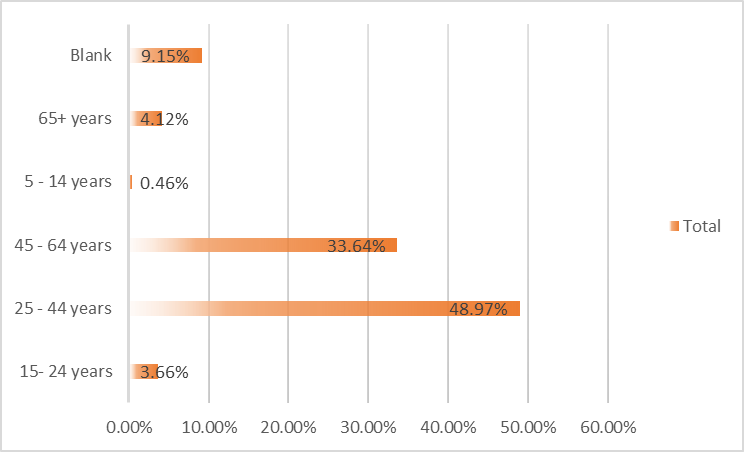 Blank
9.15%
65+ years
4.12%
5 - 14 years
0.46%
45 - 64 years
33.64%
25 - 44 years
48.97%
15- 24 years
3.66%
Total
0.00% 10.00% 20.00% 30.00% 40.00% 50.00% 60.00%